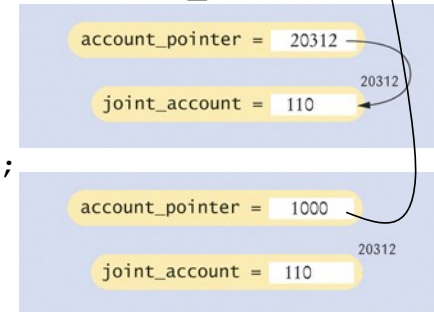 account_pointer = 20312
20312
joint_account = 110
;
account_pointer = 1000
20312
joint_account = 110